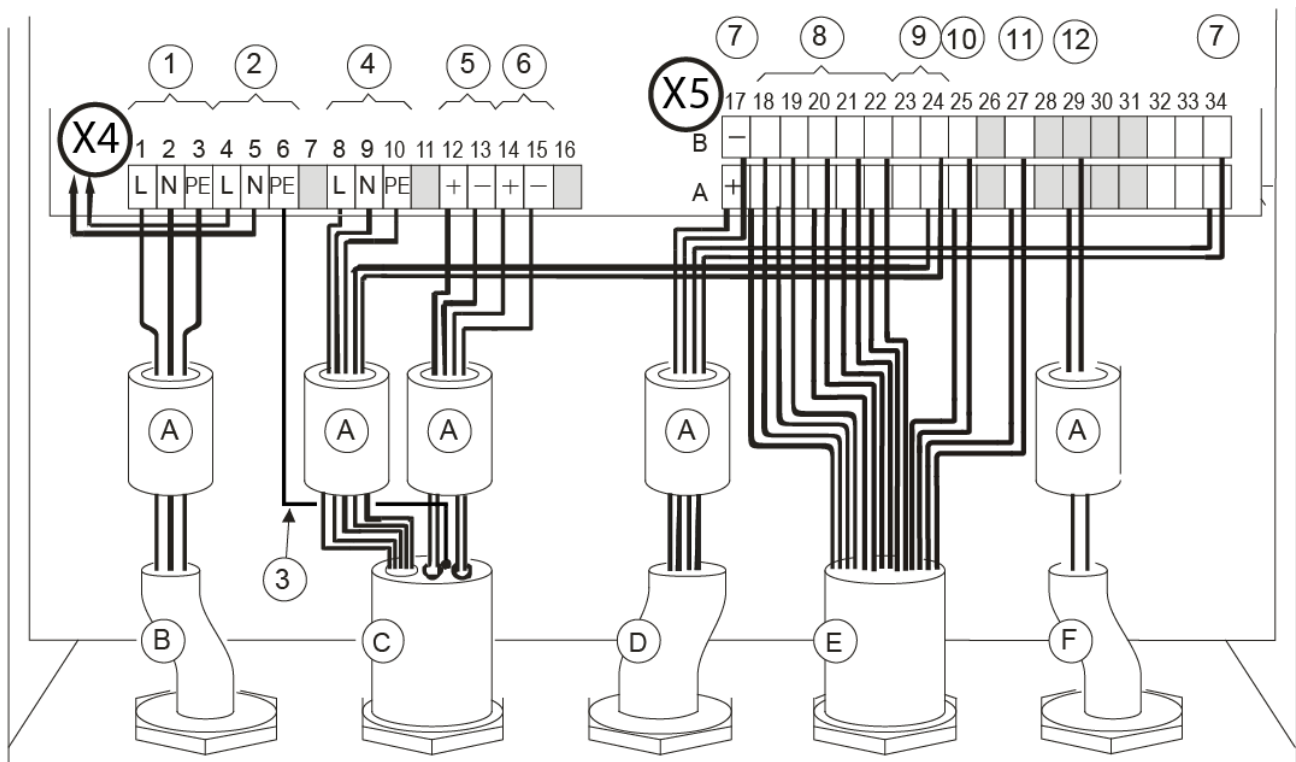 7 8 9 10 11 12 7
1 2 4 5 6
X5 17 18 19 20 21 22 23 24 25 26 27 28 29 30 31 32 33 34
B −
X4 1 2 3 4 5 6 7 8 9 10 11 12 13 14 15 16
L N PE L N PE L N PE + − + −
A +
A A A A A
3
B C D E F